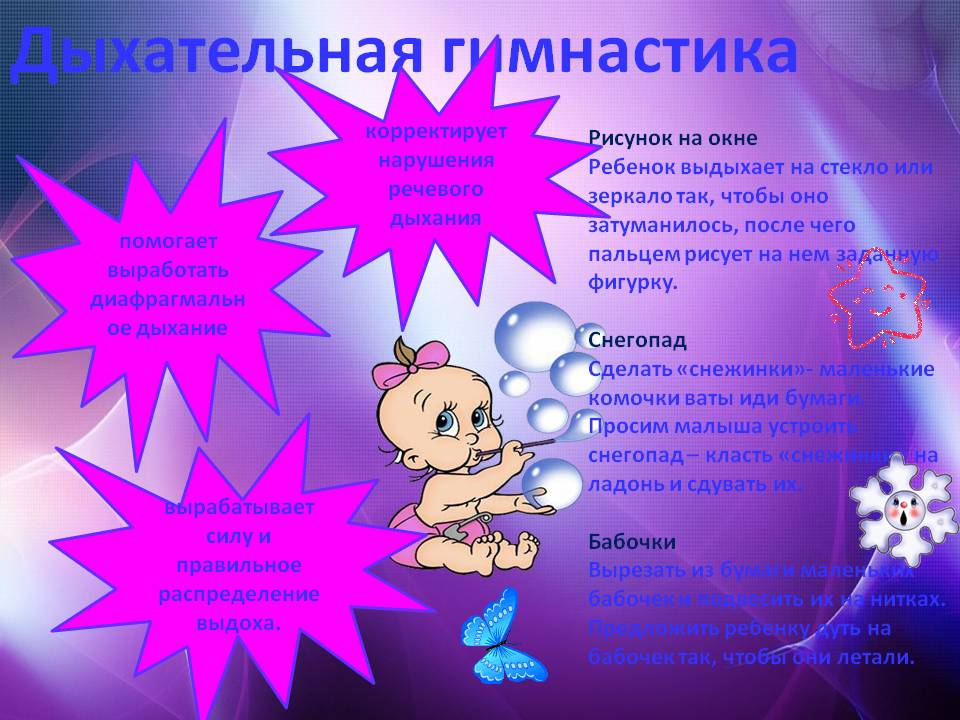 Дыхательная гимнастика
корректирует
нарушения
речевого
дыхания
помогает
выработать
диафрагмальн
ое дыхание
вырабатывает
силу и
правильное
распределение
выдоха.
Рисунок на окне
Ребенок выдыхает на стекло или
зеркало так, чтобы оно
затуманилось, после чего
пальцем рисует на нем заданную
фигурку.
Снегопад
Сделать «снежинки»- маленькие
комочки ваты иди бумаги.
Просим малыша устроить
снегопад – класть «снежинки» на
ладонь и сдувать их.
Бабочки
Вырезать из бумаги маленьких
бабочек и подвесить их на нитках.
Предложить ребенку дуть на
бабочек так, чтобы они летали.